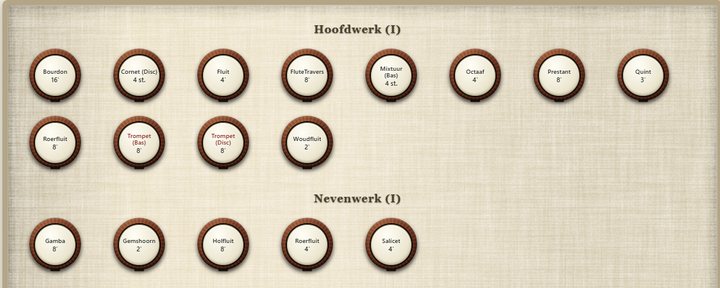 Hoofdwerk (I)
Bourdon
16'
Cornet (Disc)
4 st.
Fluit
4'
FluteTravers
8'
Mixtuur
(Bas)
4 st.
Octaaf
4'
Prestant
8'
Quint
3'
Roerfluit
8'
Trompet
(Bas)
8'
Trompet
(Disc)
8'
Woudfluit
2'
Nevenwerk (I)
Gamba
8'
Gemshoorn
2'
Holfluit
8'
Roerfluit
4'
Salicet
4'